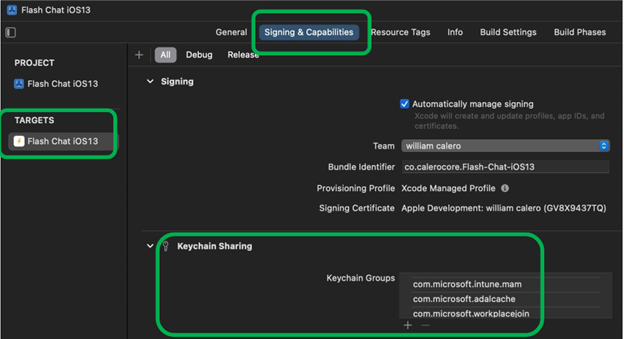 Flash Chat iOS13
General Signing & Capabilities Resource Tags Info Build Settings Build Phases
PROJECT
Flash Chat iOS13
TARGETS
Flash Chat iOS13
+ All Debug Release
Signing
Automatically manage signing
Xcode will create and update profiles, app IDs, and
certificates.
Team william calero
Bundle Identifier co.calerocore.Flash-Chat-iOS13
Provisioning Profile Xcode Managed Profile
Signing Certificate Apple Development: william calero (GV8X9437TQ)
Keychain Sharing
Keychain Groups com.microsoft.intune.mam
com.microsoft.adalcache
com.microsoft.workplacejoin
+ −